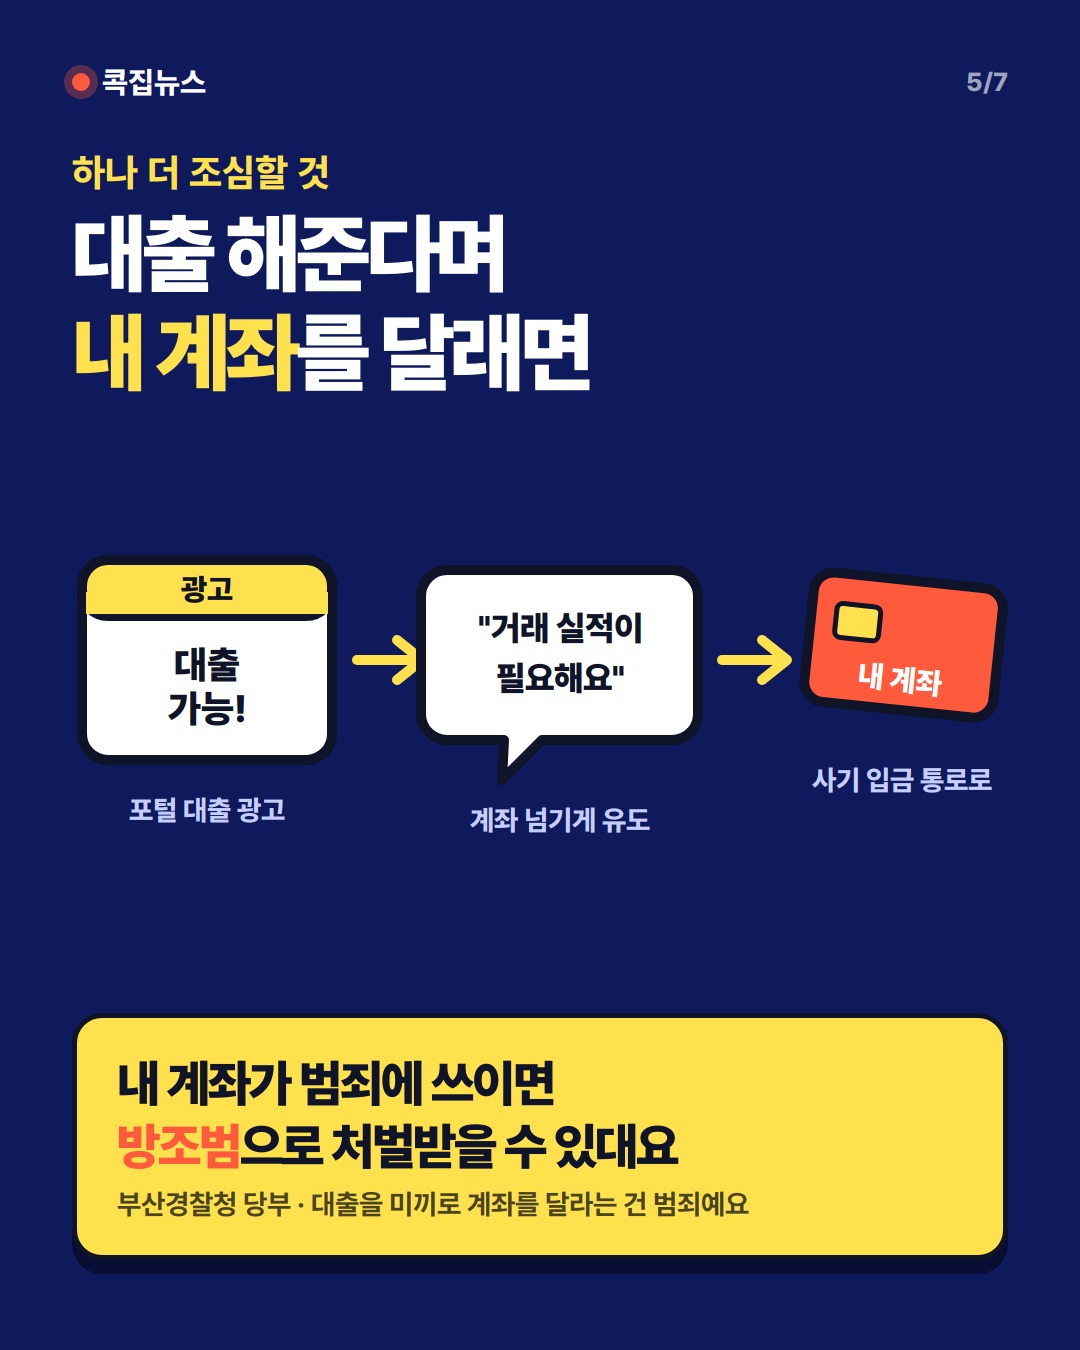 콕집뉴스
5/7
하나 더 조심할 것
대출 해준다며
내 계좌를 달래면
광고
대출
가능!
포털 대출 광고
"거래 실적이
필요해요"
계좌 넘기게 유도
내 계좌
사기 입금 통로로
내 계좌가 범죄에 쓰이면
방조범으로 처벌받을 수 있대요
부산경찰청 당부 · 대출을 미끼로 계좌를 달라는 건 범죄예요